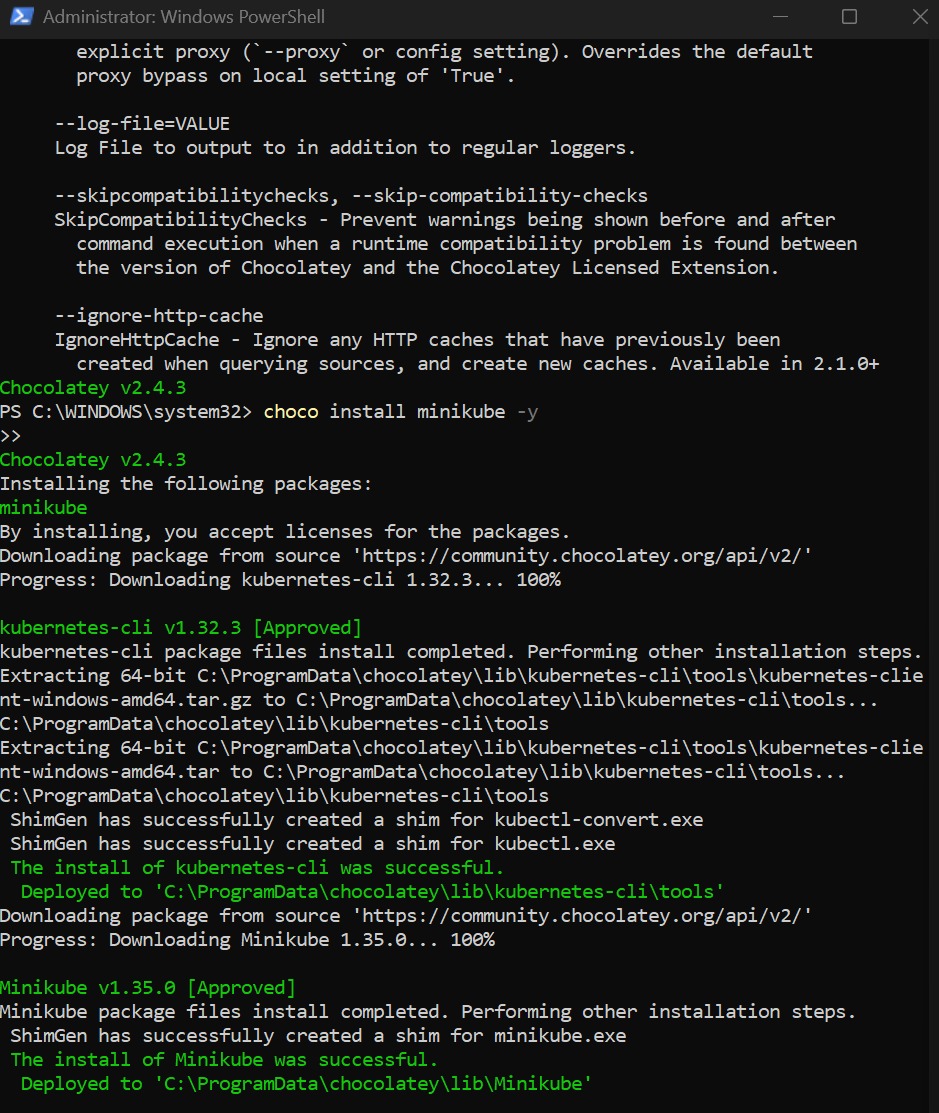 Administrator: Windows PowerShell
explicit proxy (`--proxy` or config setting). Overrides the default
proxy bypass on local setting of 'True'.
--log-file=VALUE
Log File to output to in addition to regular loggers.
--skipcompatibilitychecks, --skip-compatibility-checks
SkipCompatibilityChecks - Prevent warnings being shown before and after
command execution when a runtime compatibility problem is found between
the version of Chocolatey and the Chocolatey Licensed Extension.
--ignore-http-cache
IgnoreHttpCache - Ignore any HTTP caches that have previously been
created when querying sources, and create new caches. Available in 2.1.0+
Chocolatey v2.4.3
PS C:\WINDOWS\system32> choco install minikube -y
>>
Chocolatey v2.4.3
Installing the following packages:
minikube
By installing, you accept licenses for the packages.
Downloading package from source 'https://community.chocolatey.org/api/v2/'
Progress: Downloading kubernetes-cli 1.32.3... 100%
kubernetes-cli v1.32.3 [Approved]
kubernetes-cli package files install completed. Performing other installation steps.
Extracting 64-bit C:\ProgramData\chocolatey\lib\kubernetes-cli\tools\kubernetes-clie
nt-windows-amd64.tar.gz to C:\ProgramData\chocolatey\lib\kubernetes-cli\tools...
C:\ProgramData\chocolatey\lib\kubernetes-cli\tools
Extracting 64-bit C:\ProgramData\chocolatey\lib\kubernetes-cli\tools\kubernetes-clie
nt-windows-amd64.tar to C:\ProgramData\chocolatey\lib\kubernetes-cli\tools...
C:\ProgramData\chocolatey\lib\kubernetes-cli\tools
ShimGen has successfully created a shim for kubectl-convert.exe
ShimGen has successfully created a shim for kubectl.exe
The install of kubernetes-cli was successful.
Deployed to 'C:\ProgramData\chocolatey\lib\kubernetes-cli\tools'
Downloading package from source 'https://community.chocolatey.org/api/v2/'
Progress: Downloading Minikube 1.35.0... 100%
Minikube v1.35.0 [Approved]
Minikube package files install completed. Performing other installation steps.
ShimGen has successfully created a shim for minikube.exe
The install of Minikube was successful.
Deployed to 'C:\ProgramData\chocolatey\lib\Minikube'